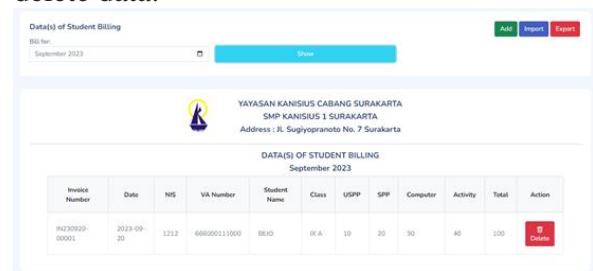 delete data.
Data(s) of Student Billing
Add Import Export
Bill for:
September 2023
Show
YAYASAN KANISIUS CABANG SURAKARTA
SMP KANISIUS 1 SURAKARTA
Address : Jl. Sugiyopranoto No. 7 Surakarta
DATA(S) OF STUDENT BILLING
September 2023
Invoice Number Date NIS VA Number Student Name Class USPP SPP Computer Activity Total Action
IN230920-00001 2023-09-20 1212 666000111000 BEJO IX A 10 20 30 40 100 Delete